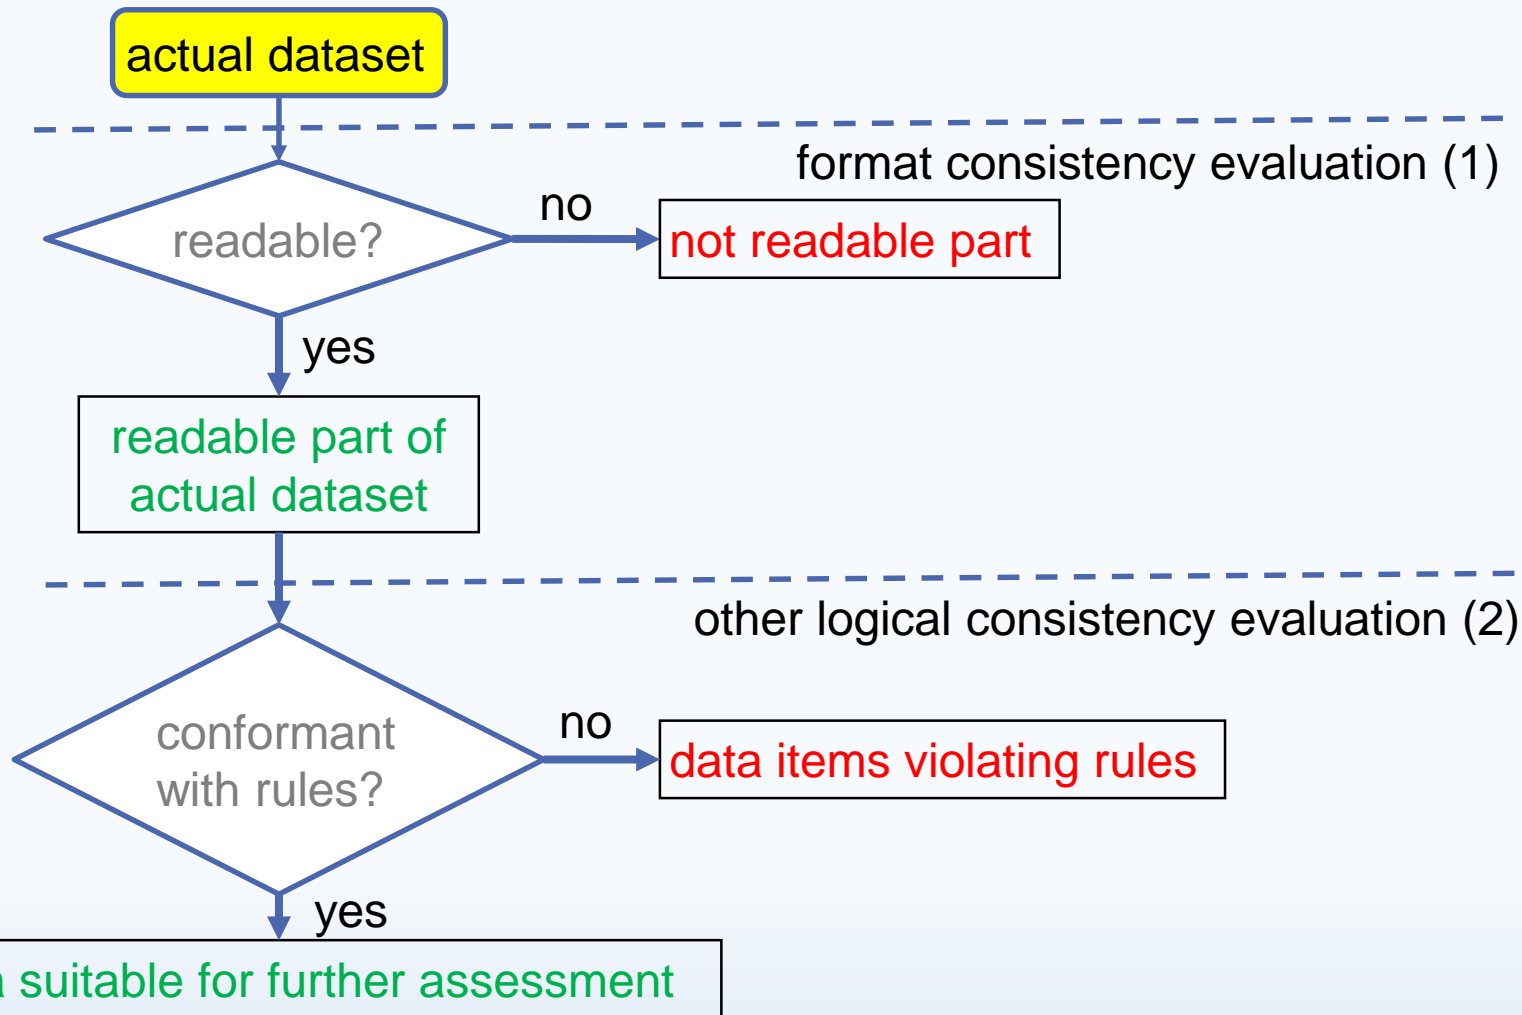 actual dataset
format consistency evaluation (1)
readable?
no
not readable part
yes
readable part of
actual dataset
other logical consistency evaluation (2)
conformant
with rules?
no
data items violating rules
yes
suitable for further assessment